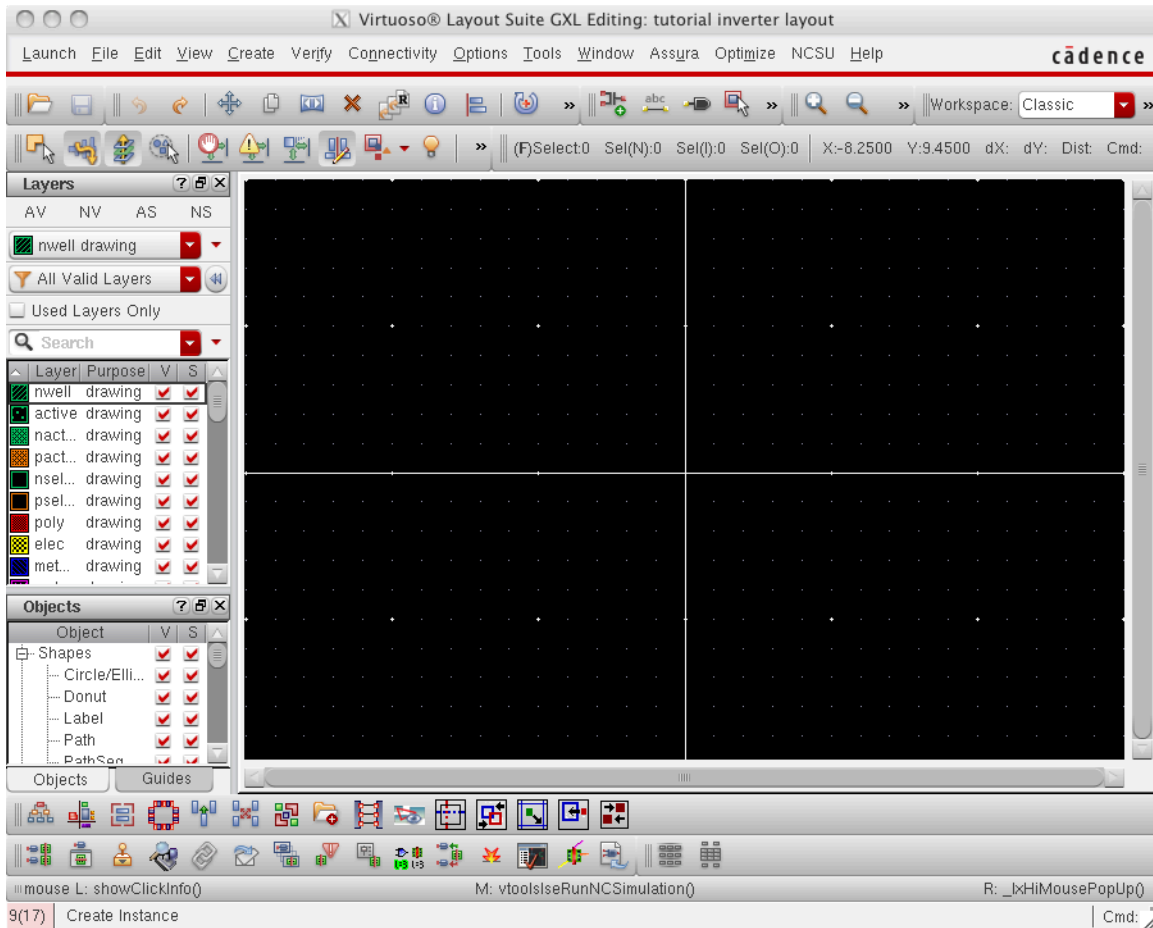 Virtuoso® Layout Suite GXL Editing: tutorial inverter layout
Launch File Edit View Create Verify Connectivity Options Tools Window Assura Optimize NCSU Help cādence
R abc » » » Workspace: Classic »
» (F)Select:0 Sel(N):0 Sel(I):0 Sel(O):0 X:-8.2500 Y:9.4500 dX: dY: Dist: Cmd:
Layers
AV NV AS NS
nwell drawing
All Valid Layers
Used Layers Only
Search
Layer Purpose V S
nwell drawing
active drawing
nact... drawing
pact... drawing
nsel... drawing
psel... drawing
poly drawing
elec drawing
met... drawing
Objects
Object V S
Shapes
Circle/Elli...
Donut
Label
Path
PathSeg
Objects Guides
mouse L: showClickInfo() M: vtoolsIseRunNCSimulation() R: _lxHiMousePopUp()
9(17) Create Instance Cmd: